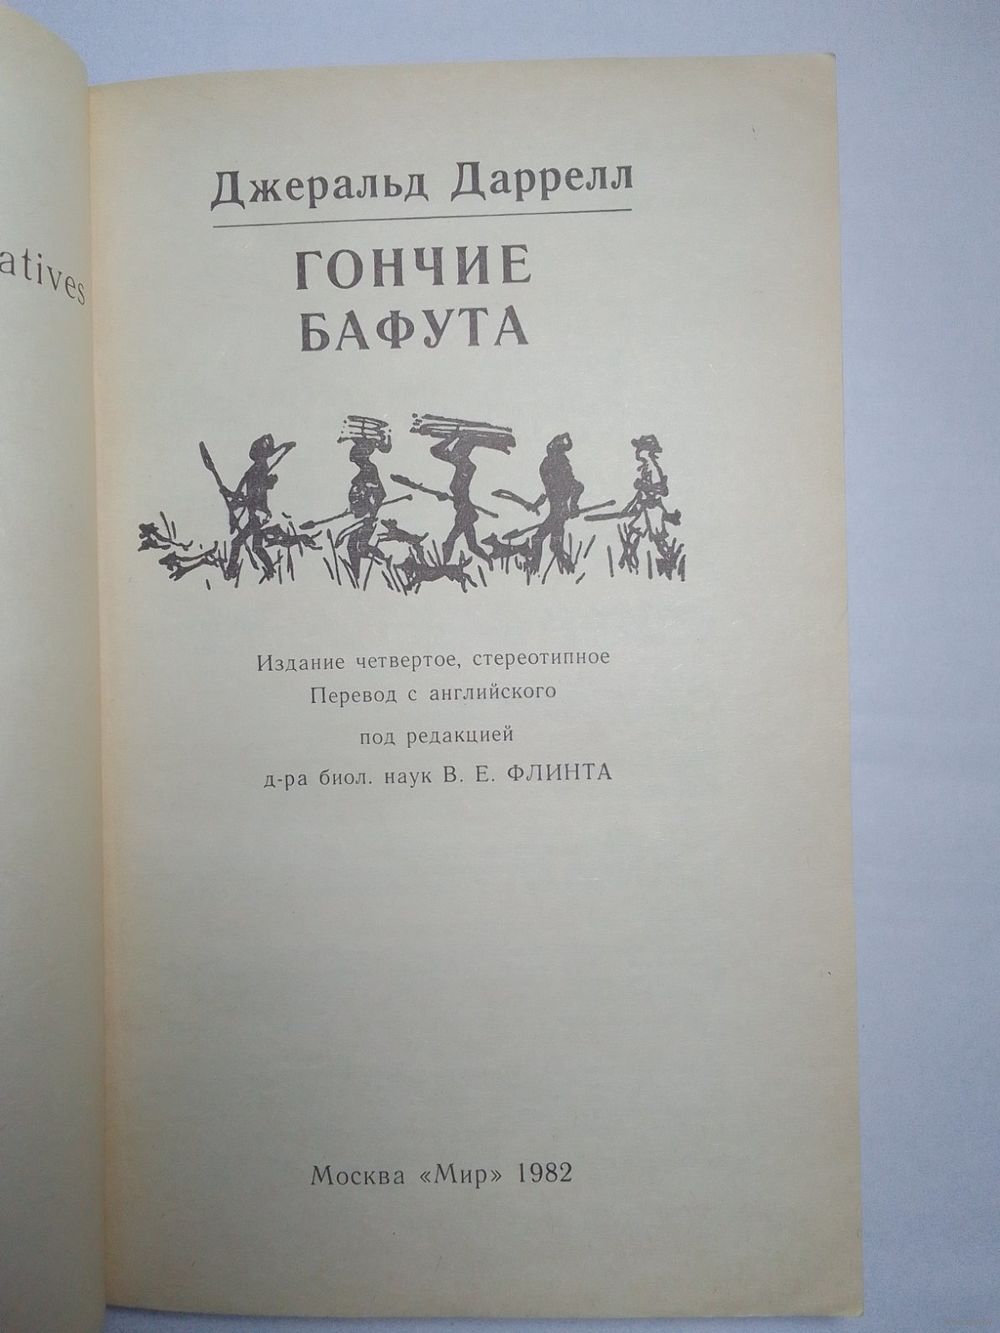 atives
Джеральд Даррелл
ГОНЧИЕ
БАФУТА
Издание четвертое, стереотипное
Перевод с английского
под редакцией
д-ра биол. наук В. Е. ФЛИНТА
Москва «Мир» 1982